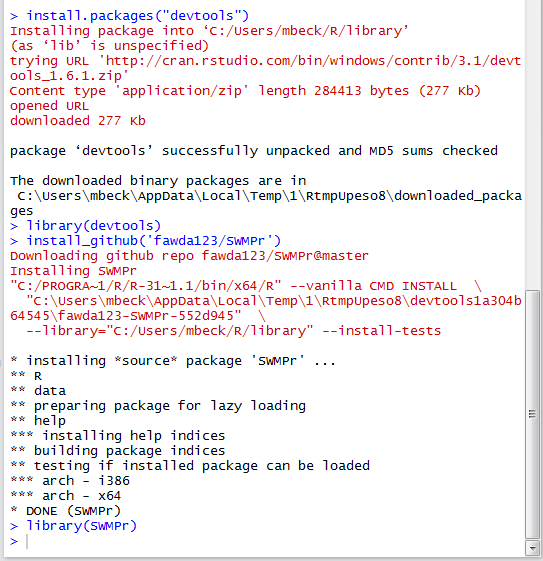 > install.packages("devtools")
Installing package into ‘C:/Users/mbeck/R/library’
(as ‘lib’ is unspecified)
trying URL 'http://cran.rstudio.com/bin/windows/contrib/3.1/devt
ools_1.6.1.zip'
Content type 'application/zip' length 284413 bytes (277 Kb)
opened URL
downloaded 277 Kb

package ‘devtools’ successfully unpacked and MD5 sums checked

The downloaded binary packages are in
 C:\Users\mbeck\AppData\Local\Temp\1\RtmpUpeso8\downloaded_packa
ges
> library(devtools)
> install_github('fawda123/SWMPr')
Downloading github repo fawda123/SWMPr@master
Installing SWMPr
"C:/PROGRA~1/R/R-31~1.1/bin/x64/R" --vanilla CMD INSTALL  \
  "C:\Users\mbeck\AppData\Local\Temp\1\RtmpUpeso8\devtools1a304b
64545\fawda123-SWMPr-552d945"  \
  --library="C:/Users/mbeck/R/library" --install-tests

* installing *source* package 'SWMPr' ...
** R
** data
** preparing package for lazy loading
** help
*** installing help indices
** building package indices
** testing if installed package can be loaded
*** arch - i386
*** arch - x64
* DONE (SWMPr)
> library(SWMPr)
>